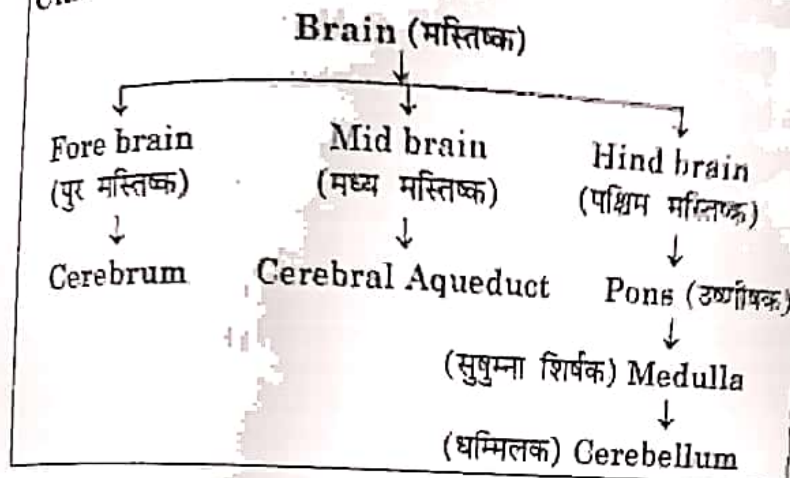 Brain (मस्तिष्क)
Fore brain
(पुर मस्तिष्क)
Cerebrum
Mid brain
(मध्य मस्तिष्क)
Cerebral Aqueduct
Hind brain
(पश्चिम मस्तिष्क)
Pons (उष्णीषक)
(सुषुम्ना शिर्षक) Medulla
(धम्मिलक) Cerebellum